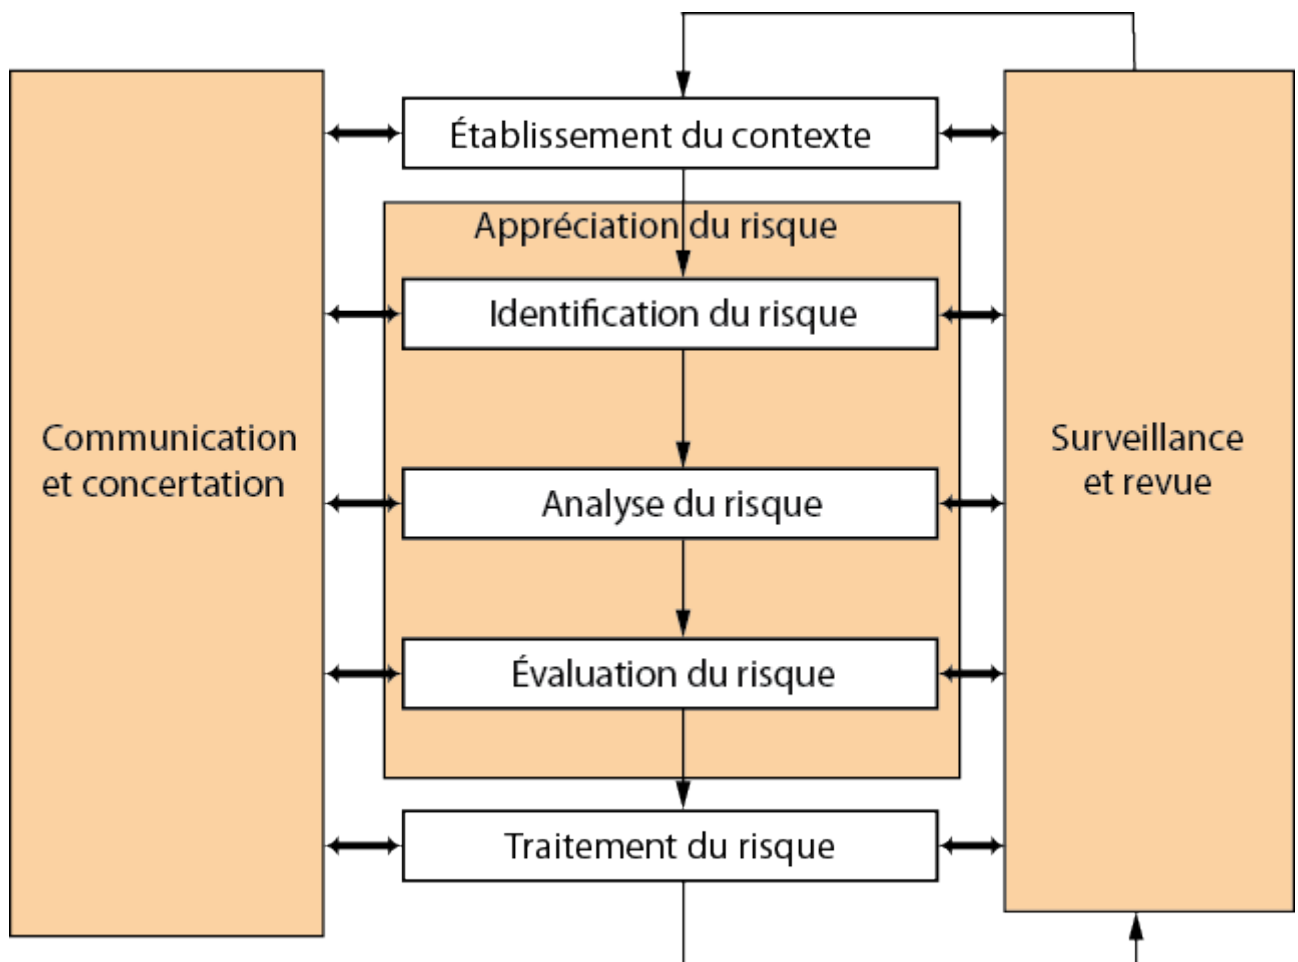 Établissement du contexte
Appréciation du risque
Identification du risque
Communication
et concertation
Surveillance
et revue
Analyse du risque
Évaluation du risque
Traitement du risque